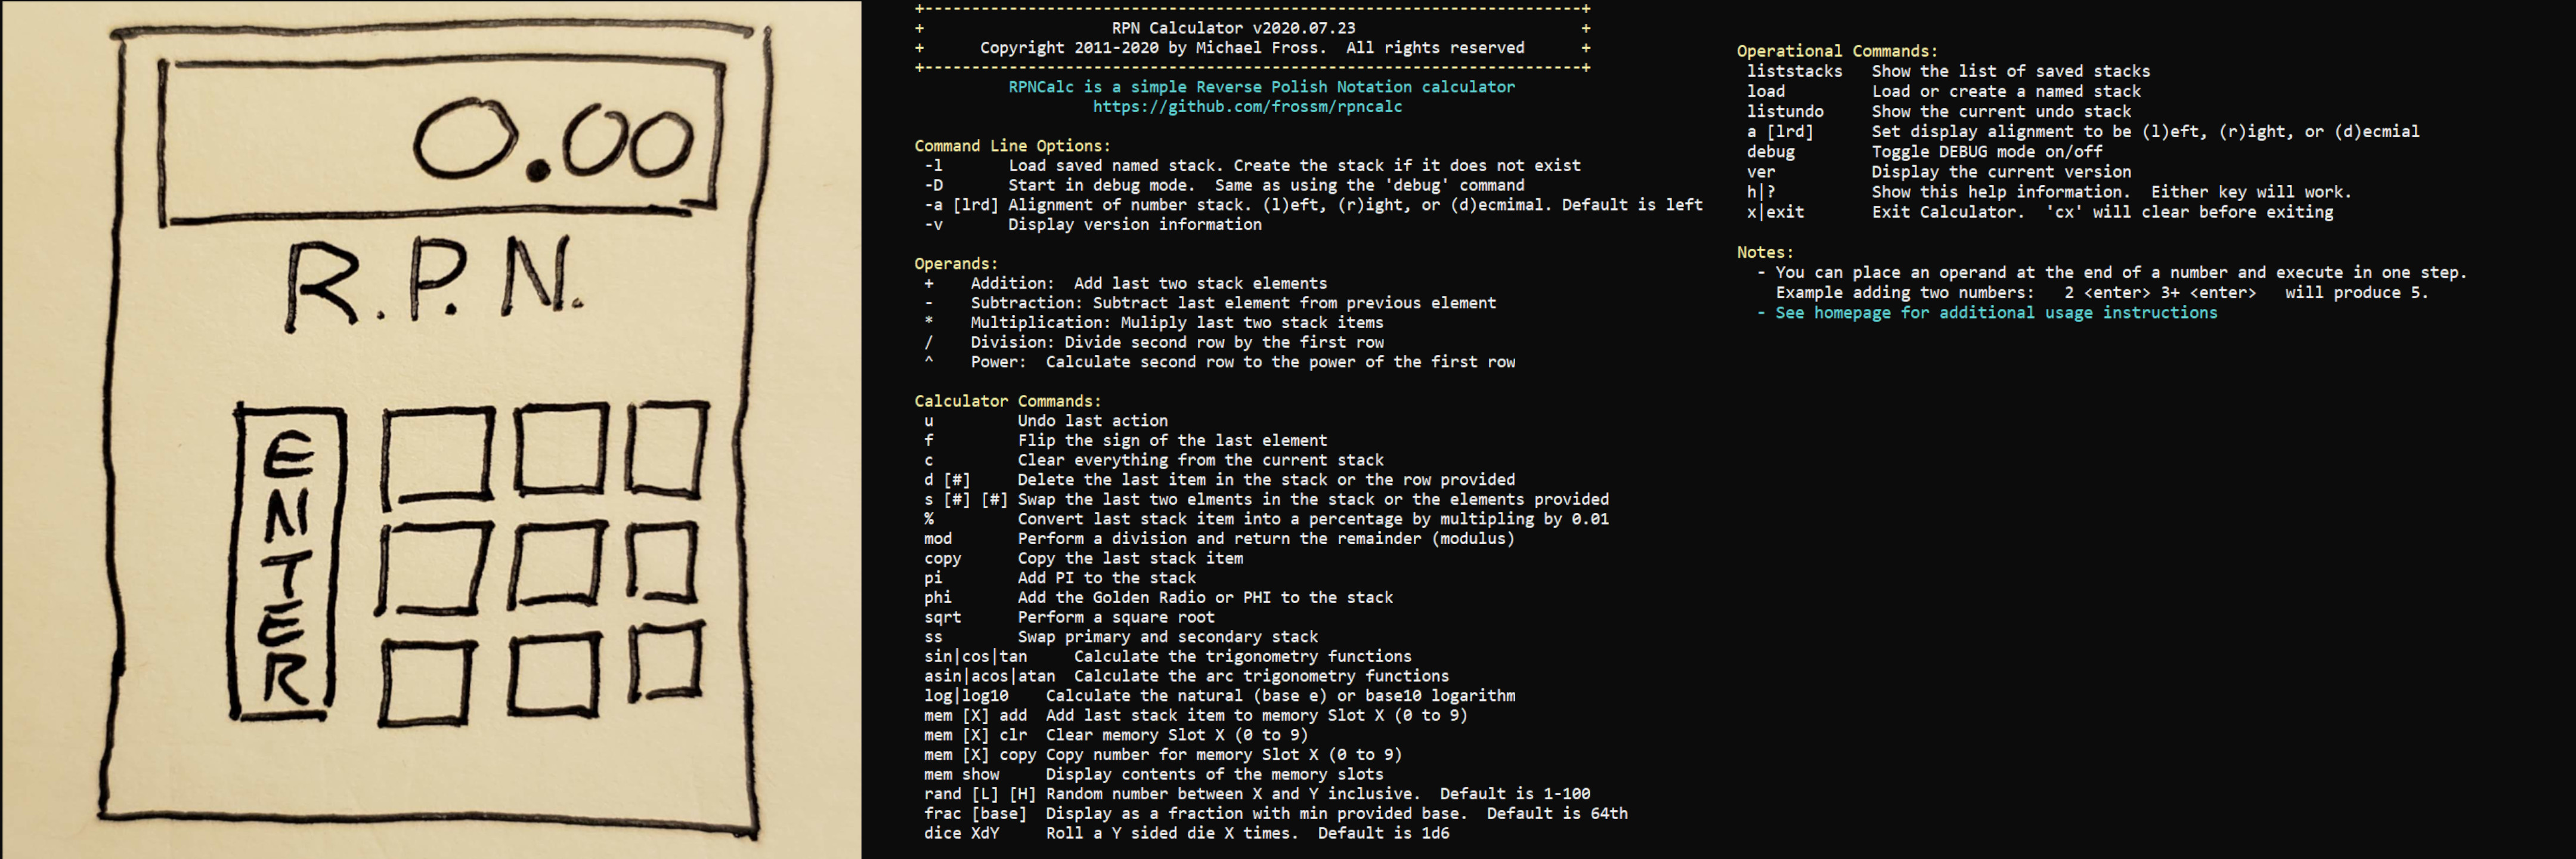 0.00
R.P.N.
ENTER
+----------------------------------------------------------------------+
+ RPN Calculator v2020.07.23 +
+ Copyright 2011-2020 by Michael Fross.  All rights reserved +
+----------------------------------------------------------------------+
RPNCalc is a simple Reverse Polish Notation calculator
https://github.com/frossm/rpncalc
Command Line Options:
-l Load saved named stack. Create the stack if it does not exist
-D Start in debug mode.  Same as using the 'debug' command
-a [lrd] Alignment of number stack. (l)eft, (r)ight, or (d)ecmimal. Default is left
-v Display version information
Operands:
+ Addition:  Add last two stack elements
- Subtraction: Subtract last element from previous element
* Multiplication: Muliply last two stack items
/ Division: Divide second row by the first row
^ Power:  Calculate second row to the power of the first row
Calculator Commands:
u Undo last action
f Flip the sign of the last element
c Clear everything from the current stack
d [#] Delete the last item in the stack or the row provided
s [#] [#] Swap the last two elments in the stack or the elements provided
% Convert last stack item into a percentage by multipling by 0.01
mod Perform a division and return the remainder (modulus)
copy Copy the last stack item
pi Add PI to the stack
phi Add the Golden Radio or PHI to the stack
sqrt Perform a square root
ss Swap primary and secondary stack
sin|cos|tan Calculate the trigonometry functions
asin|acos|atan Calculate the arc trigonometry functions
log|log10 Calculate the natural (base e) or base10 logarithm
mem [X] add Add last stack item to memory Slot X (0 to 9)
mem [X] clr Clear memory Slot X (0 to 9)
mem [X] copy Copy number for memory Slot X (0 to 9)
mem show Display contents of the memory slots
rand [L] [H] Random number between X and Y inclusive.  Default is 1-100
frac [base] Display as a fraction with min provided base.  Default is 64th
dice XdY Roll a Y sided die X times.  Default is 1d6
Operational Commands:
liststacks Show the list of saved stacks
load Load or create a named stack
listundo Show the current undo stack
a [lrd] Set display alignment to be (l)eft, (r)ight, or (d)ecmial
debug Toggle DEBUG mode on/off
ver Display the current version
h|? Show this help information.  Either key will work.
x|exit Exit Calculator.  'cx' will clear before exiting
Notes:
- You can place an operand at the end of a number and execute in one step.
Example adding two numbers:   2 <enter> 3+ <enter>   will produce 5.
- See homepage for additional usage instructions